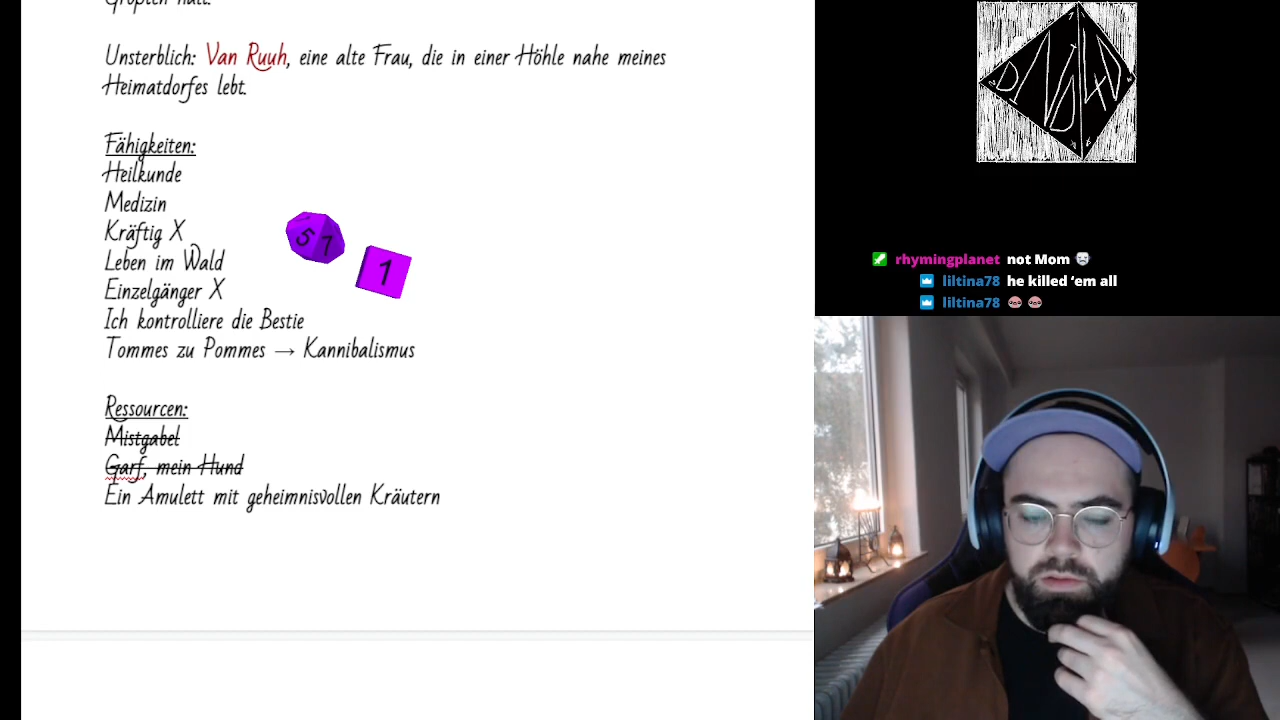 Unsterblich: Van Ruuh, eine alte Frau, die in einer Höhle nahe meines
Heimatdorfes lebt.
Fähigkeiten:
Heilkunde
Medizin
Kräftig X
Leben im Wald
Einzelgänger X
Ich kontrolliere die Bestie
Tommes zu Pommes → Kannibalismus
Ressourcen:
Mistgabel
Garf, mein Hund
Ein Amulett mit geheimnisvollen Kräutern
5 7
1
rhymingplanet not Mom
liltina78 he killed ‘em all
liltina78